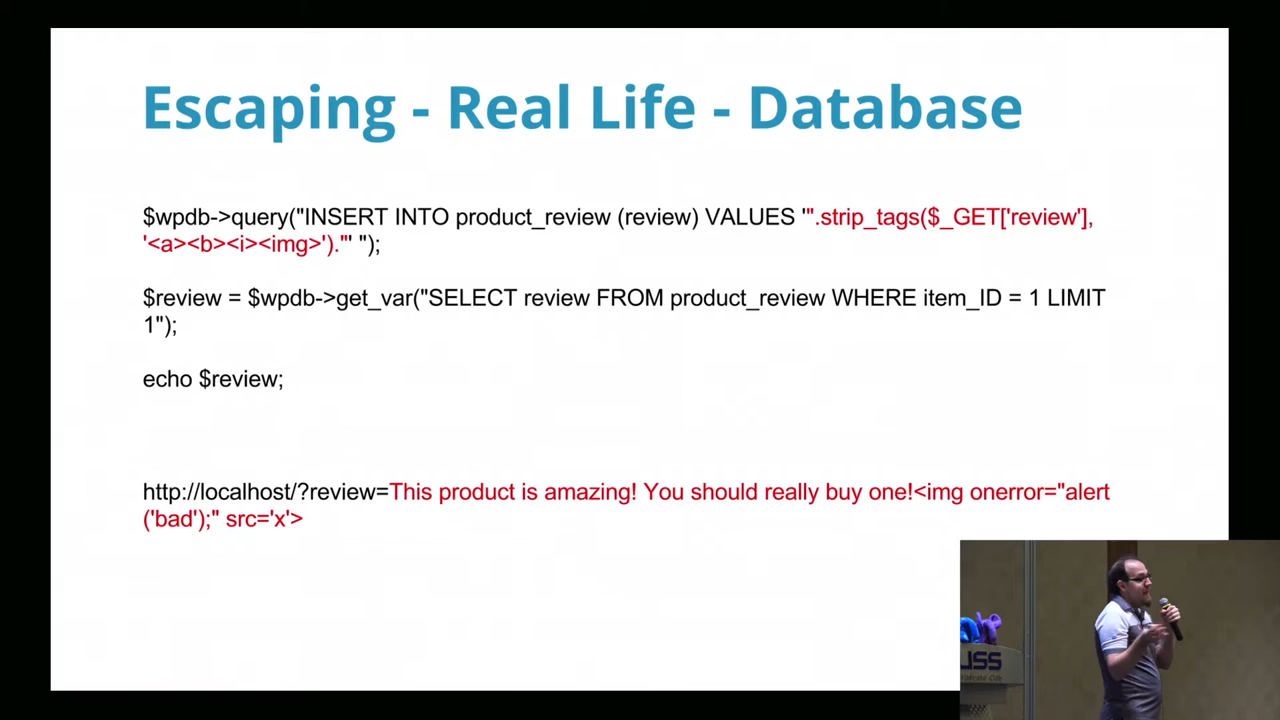 Escaping - Real Life - Database
$wpdb->query("INSERT INTO product_review (review) VALUES '".strip_tags($_GET['review'],
'<a><b><i><img>')."' ");
$review = $wpdb->get_var("SELECT review FROM product_review WHERE item_ID = 1 LIMIT
1");
echo $review;
http://localhost/?review=This product is amazing! You should really buy one!<img onerror="alert
('bad');" src='x'>